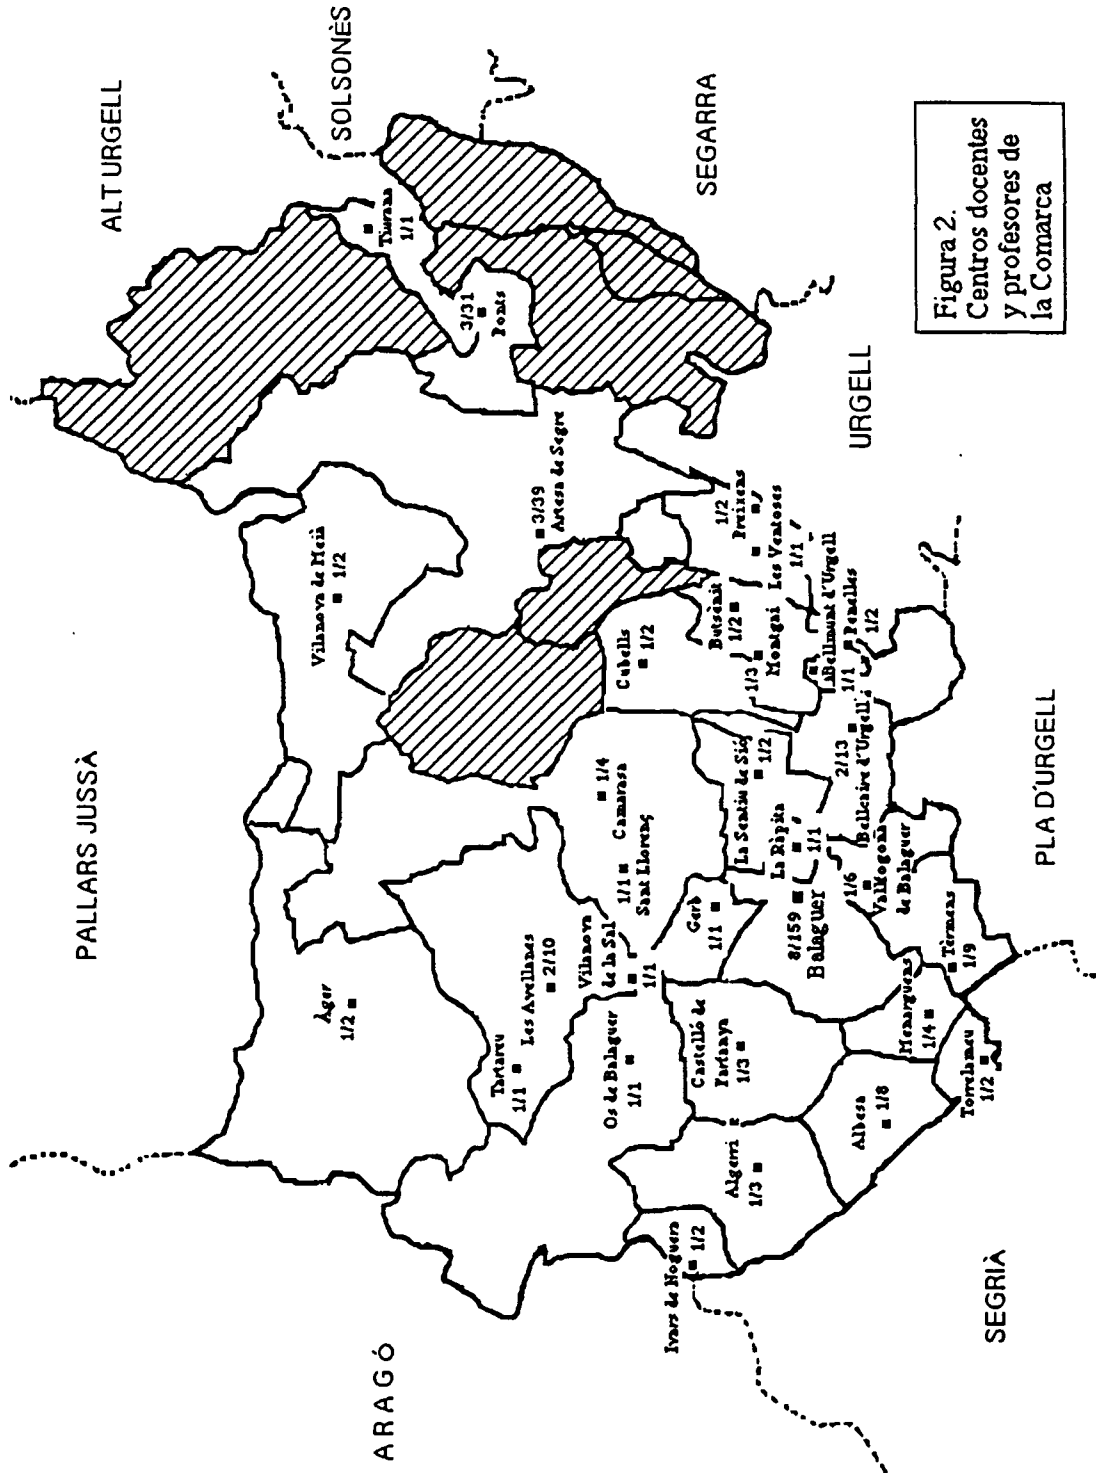 ALT URGELL
SOLSONÈS
SEGARRA
PALLARS JUSSÀ
ARAGÓ
URGELL
PLA D'URGELL
SEGRIÀ
Tiurana
1/1
3/31
Ponts
Vilanova de Meià
1/2
3/39
Artesa de Segre
1/2
Preixens
Les Ventoses
1/1
Butsènit
1/2
Cubells
1/2
1/3
Montgai
Bellmunt d'Urgell
1/1
Penelles
1/2
2/13
Bellcaire d'Urgell
La Sentiu de Sió
1/2
La Ràpita
1/1
1/4
Camarasa
1/1
Sant Llorenç
Gerb
1/1
8/159
Balaguer
1/6
Vallfogona
de Balaguer
Tèrmens
1/9
Menarguens
1/4
Torrelameu
1/2
Àger
1/2
Les Avellanes
2/10
Vilanova
de la Sal
1/1
Tartareu
1/1
Os de Balaguer
1/1
Castelló de
Farfanya
1/3
Albesa
1/8
Algerri
1/3
Ivars de Noguera
1/2
Figura 2.
Centros docentes
y profesores de
la Comarca